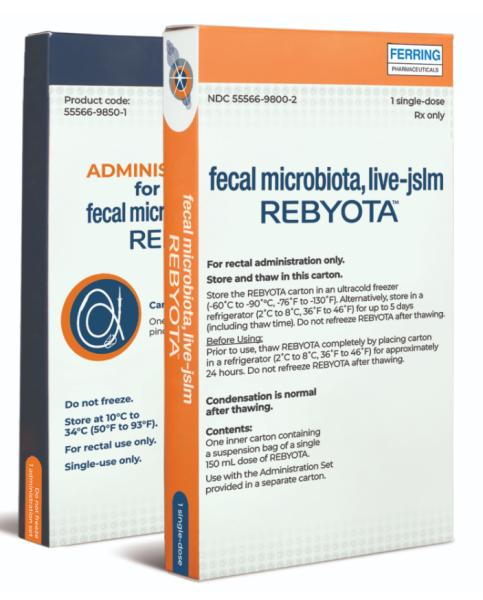 Product code:
55566-9850-1
ADMINIS
for
fecal micr
RE
Car
One
pinc
Do not freeze.
Store at 10°C to
34°C (50°F to 93°F).
For rectal use only.
Single-use only.
Do not freeze
1 administration set
fecal microbiota, live-jslm
REBYOTA
1 single-dose
FERRING
PHARMACEUTICALS
NDC 55566-9800-2
1 single-dose
Rx only
fecal microbiota, live-jslm
REBYOTA™
For rectal administration only.
Store and thaw in this carton.
Store the REBYOTA carton in an ultracold freezer
(-60°C to -90°°C, -76°F to -130°F). Alternatively, store in a
refrigerator (2°C to 8°C, 36°F to 46°F) for up to 5 days
(including thaw time). Do not refreeze REBYOTA after thawing.
Before Using:
Prior to use, thaw REBYOTA completely by placing carton
in a refrigerator (2°C to 8°C, 36°F to 46°F) for approximately
24 hours. Do not refreeze REBYOTA after thawing.
Condensation is normal
after thawing.
Contents:
One inner carton containing
a suspension bag of a single
150 mL dose of REBYOTA.
Use with the Administration Set
provided in a separate carton.